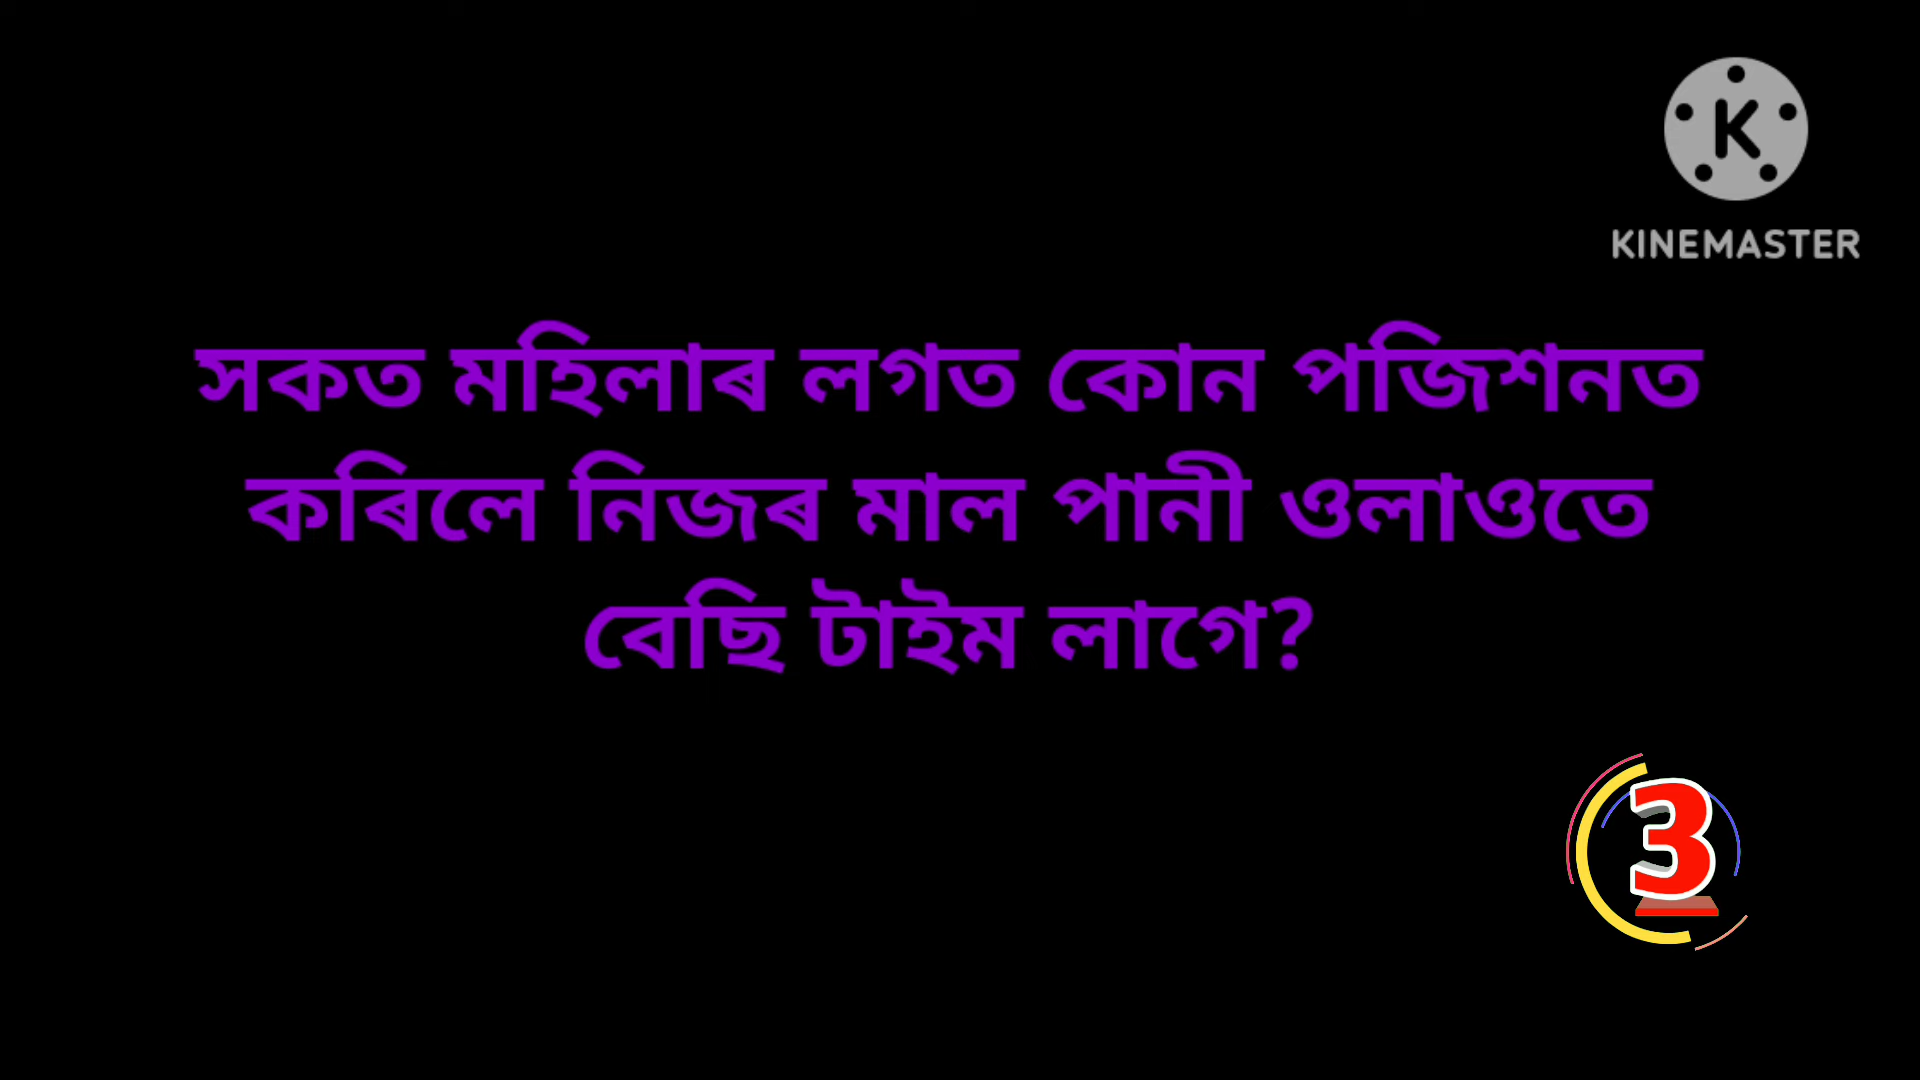 KINEMASTER
সকত মহিলাৰ লগত কোন পজিশনত
কৰিলে নিজৰ মাল পানী ওলাওতে
বেছি টাইম লাগে?
3